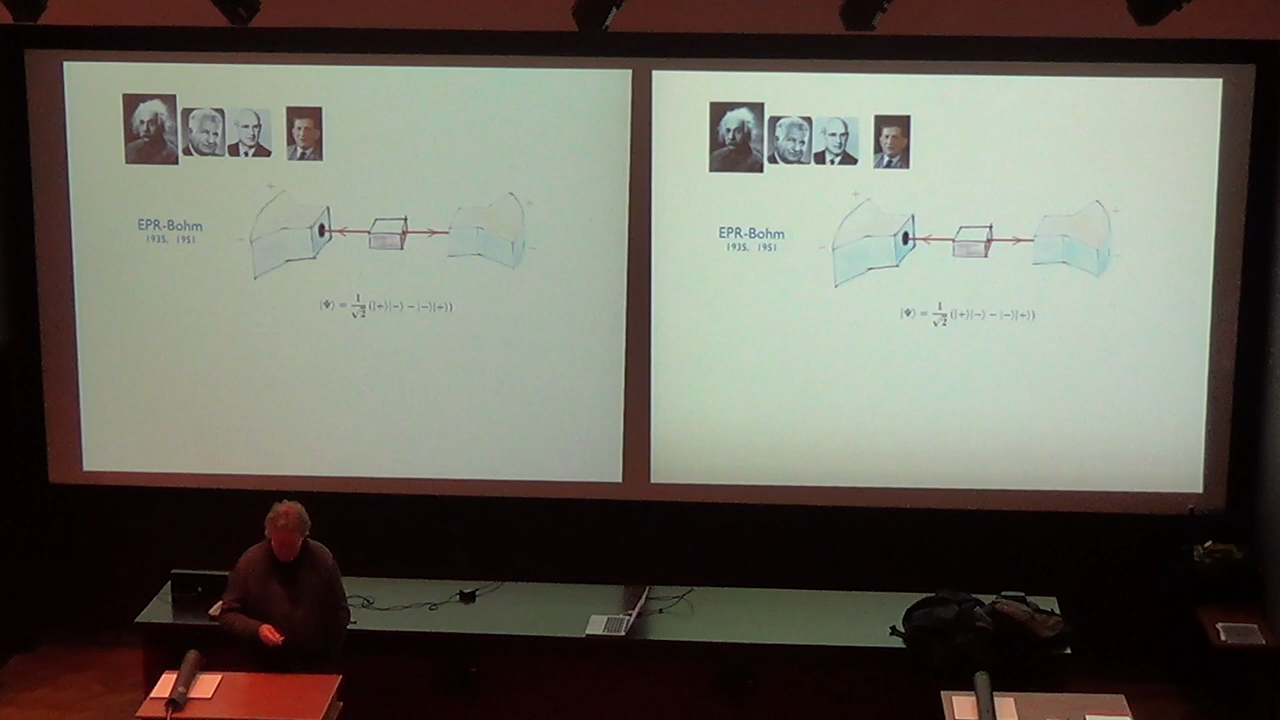 EPR-Bohm
1935, 1951
+
+
−
−
|Ψ⟩ = 1/√2 (|+⟩|−⟩ − |−⟩|+⟩)
EPR-Bohm
1935, 1951
+
+
−
−
|Ψ⟩ = 1/√2 (|+⟩|−⟩ − |−⟩|+⟩)